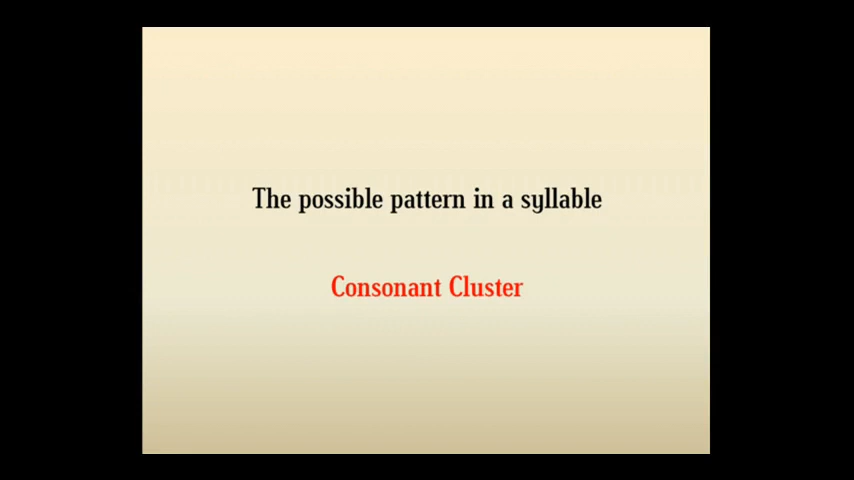 The possible pattern in a syllable
Consonant Cluster